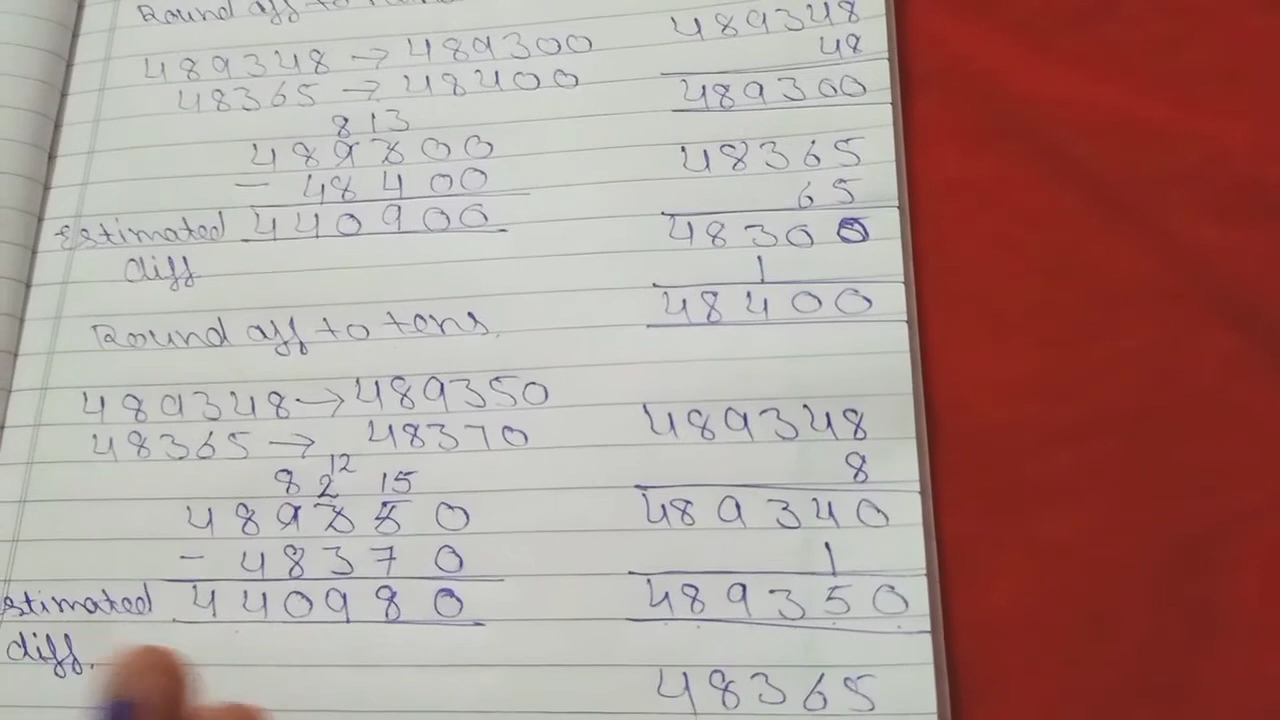 Round off to
489348 → 489300
48365 → 48400
8 13
489300
- 48400
Estimated 440900
diff
Round off to tens
489348 → 489350
48365 → 48370
12
8 2 15
489350
- 48370
stimated 440980
diff.
489348
48
489300
48365
65
48300
1
48400
489348
8
489340
1
489350
48365